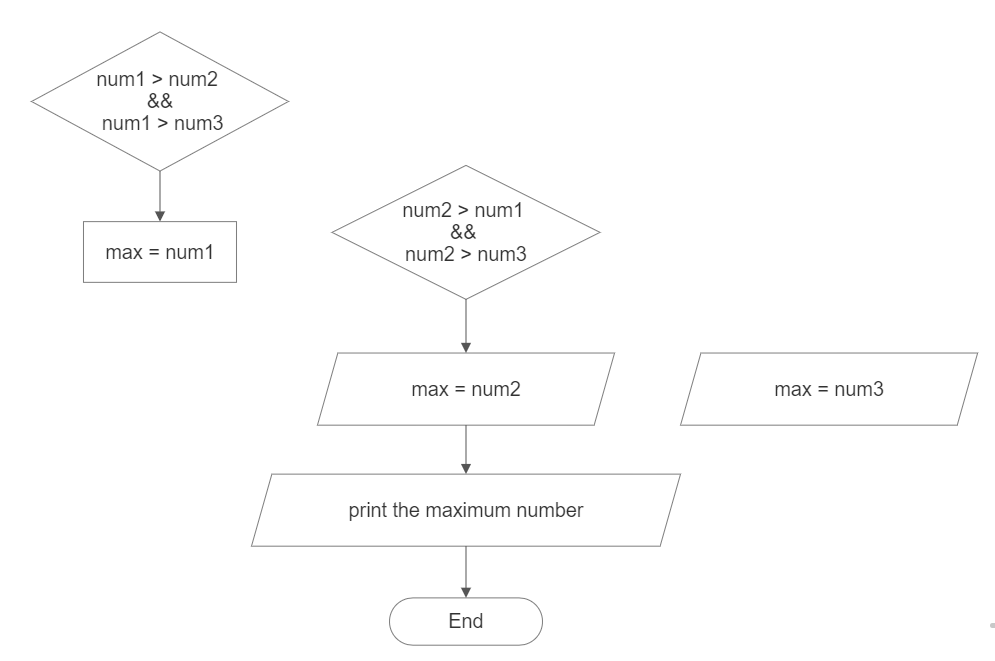 num1 > num2
&&
num1 > num3
max = num1
num2 > num1
&&
num2 > num3
max = num2
max = num3
print the maximum number
End